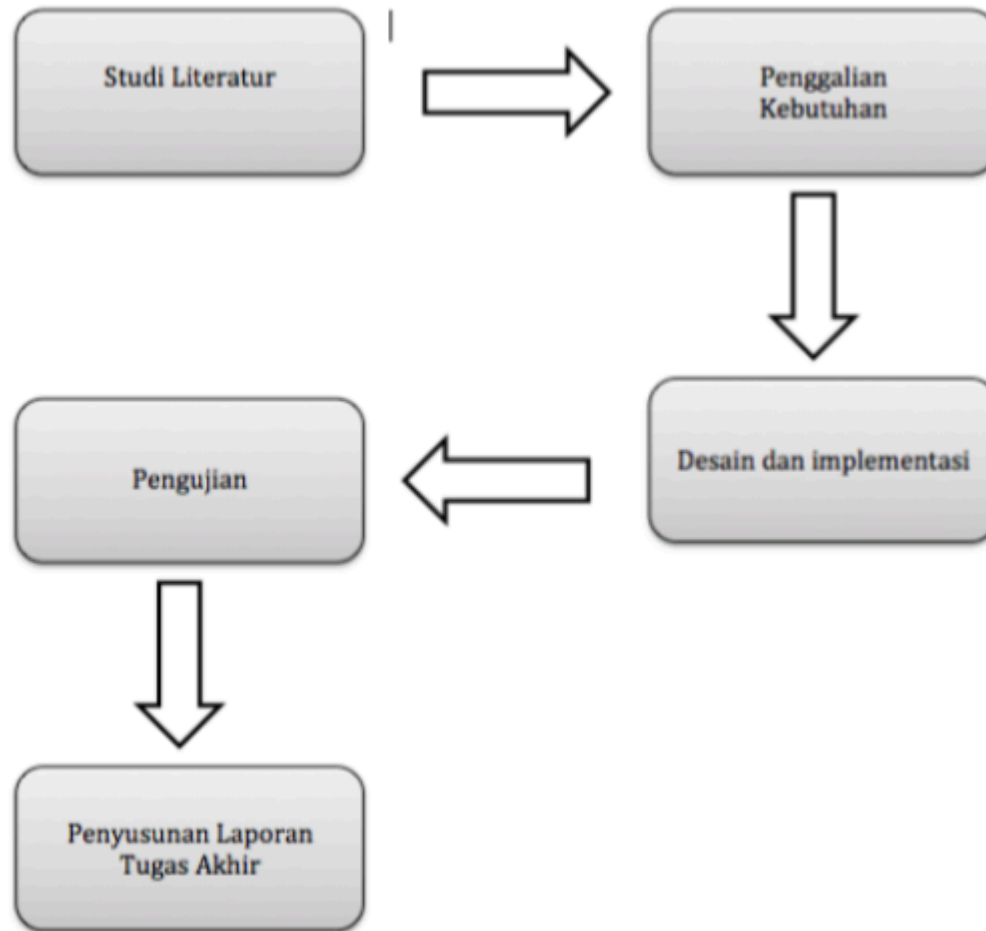 Studi Literatur
Penggalian
Kebutuhan
Desain dan implementasi
Pengujian
Penyusunan Laporan
Tugas Akhir